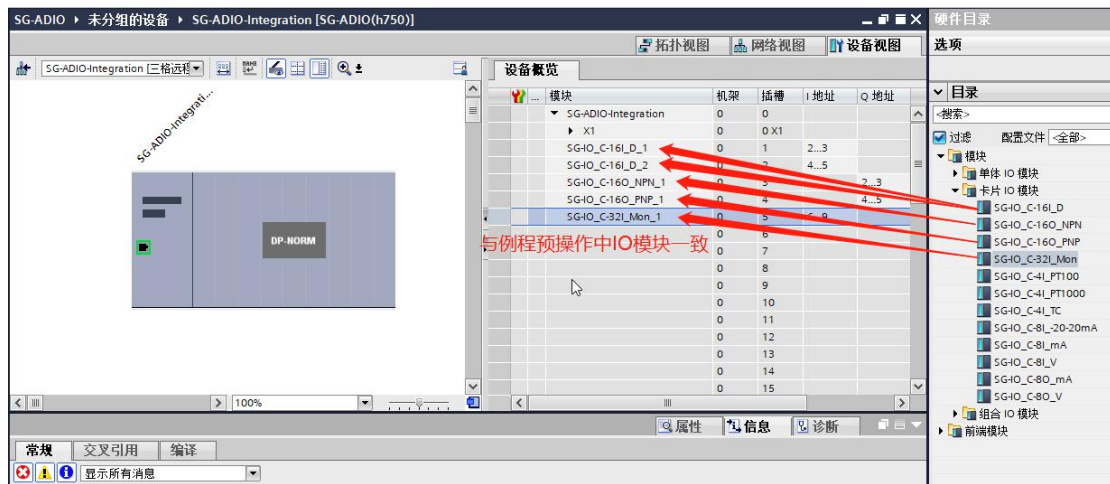 SG-ADIO ▸ 未分组的设备 ▸ SG-ADIO-Integration [SG-ADIO(h750)]
拓扑视图 网络视图 设备视图
SG-ADIO-Integration [三格远程
SG-ADIO-Integrati...
DP-NORM
100%
设备概览
... 模块 机架 插槽 I 地址 Q 地址
SG-ADIO-Integration 0 0
X1 0 0 X1
SG-IO_C-16I_D_1 0 1 2...3
SG-IO_C-16I_D_2 0 2 4...5
SG-IO_C-16O_NPN_1 0 3 2...3
SG-IO_C-16O_PNP_1 0 4 4...5
SG-IO_C-32I_Mon_1 0 5 6...9
0 6
与例程预操作中IO模块一致
0 7
0 8
0 9
0 10
0 11
0 12
0 13
0 14
0 15
属性 信息 诊断
常规 交叉引用 编译
显示所有消息
硬件目录
选项
目录
<搜索>
过滤 配置文件 <全部>
模块
单体 IO 模块
卡片 IO 模块
SG-IO_C-16I_D
SG-IO_C-16O_NPN
SG-IO_C-16O_PNP
SG-IO_C-32I_Mon
SG-IO_C-4I_PT100
SG-IO_C-4I_PT1000
SG-IO_C-4I_TC
SG-IO_C-8I_-20-20mA
SG-IO_C-8I_mA
SG-IO_C-8I_V
SG-IO_C-8O_mA
SG-IO_C-8O_V
组合 IO 模块
前端模块